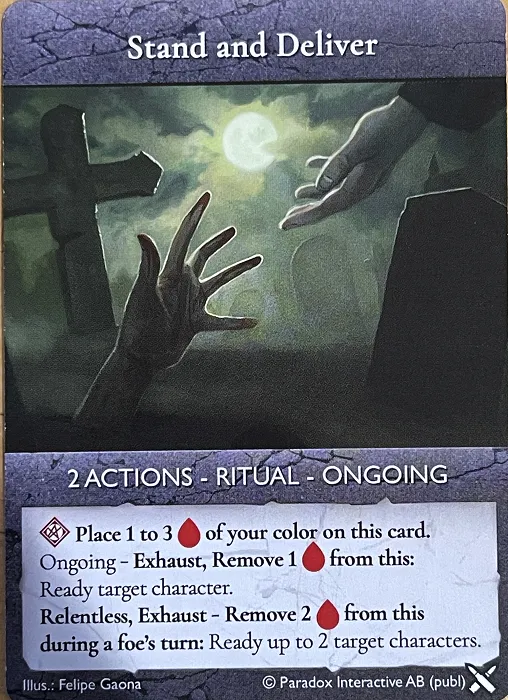 Stand and Deliver
2 ACTIONS - RITUAL - ONGOING
Place 1 to 3 of your color on this card.
Ongoing - Exhaust, Remove 1 from this:
Ready target character.
Relentless, Exhaust - Remove 2 from this
during a foe's turn: Ready up to 2 target characters.
Illus.: Felipe Gaona
© Paradox Interactive AB (publ)